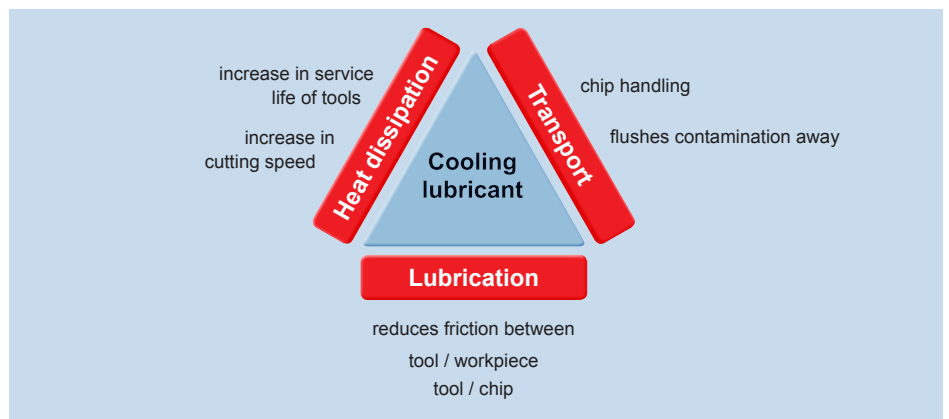 increase in service
life of tools
increase in
cutting speed
Heat dissipation
Transport
chip handling
flushes contamination away
Cooling
lubricant
Lubrication
reduces friction between
tool / workpiece
tool / chip